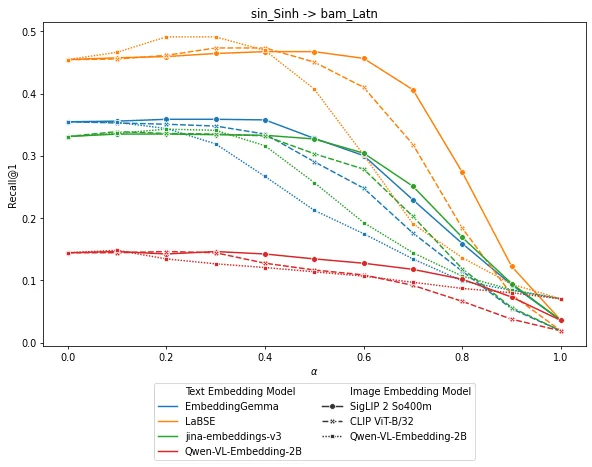 sin_Sinh -> bam_Latn
Recall@1
0.5
0.4
0.3
0.2
0.1
0.0
0.0 0.2 0.4 0.6 0.8 1.0
α
Text Embedding Model Image Embedding Model
EmbeddingGemma SigLIP 2 So400m
LaBSE CLIP ViT-B/32
jina-embeddings-v3 Qwen-VL-Embedding-2B
Qwen-VL-Embedding-2B